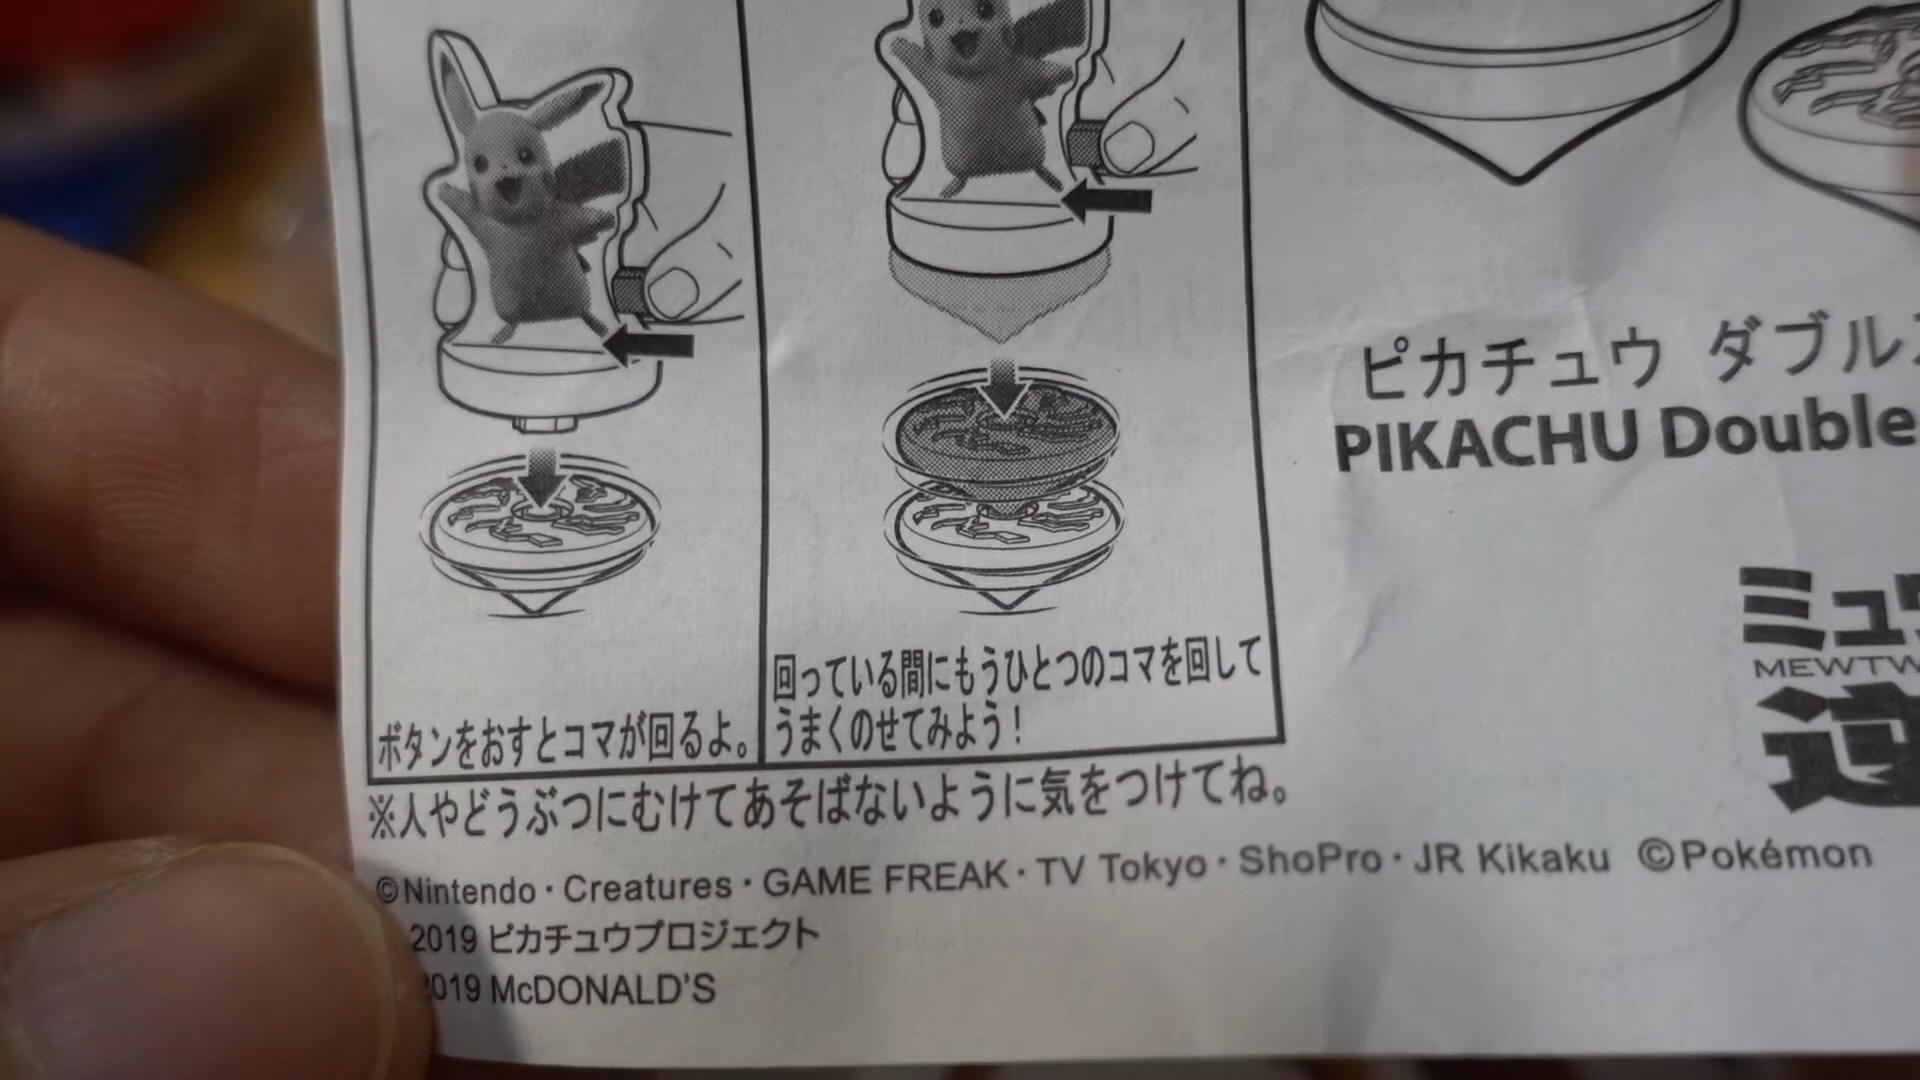 ピカチュウ ダブル
PIKACHU Double
ミュウ
MEWTW
逆
回っている間にもうひとつのコマを回して
うまくのせてみよう！
ボタンをおすとコマが回るよ。
※人やどうぶつにむけてあそばないように気をつけてね。
©Nintendo・Creatures・GAME FREAK・TV Tokyo・ShoPro・JR Kikaku ©Pokémon
2019 ピカチュウプロジェクト
2019 McDONALD'S